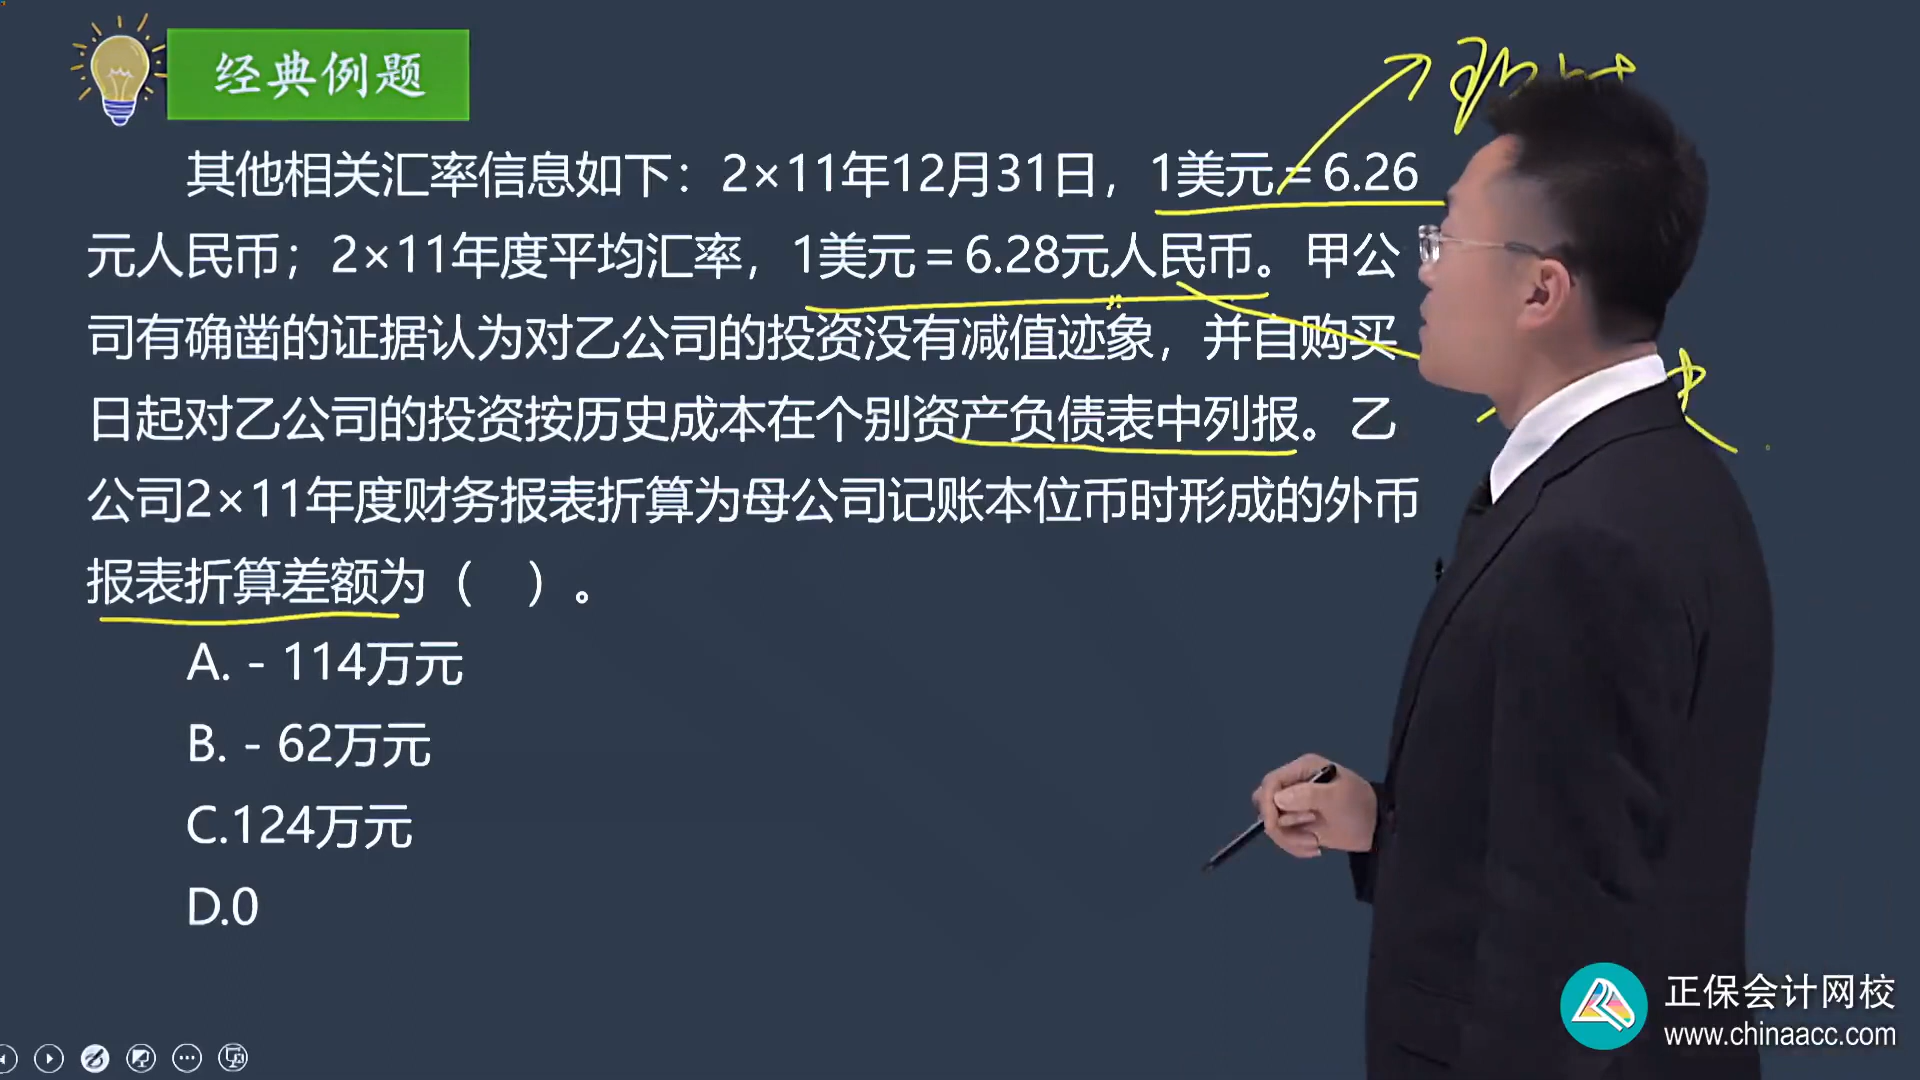 经典例题
其他相关汇率信息如下：2×11年12月31日，1美元＝6.26
元人民币；2×11年度平均汇率，1美元＝6.28元人民币。甲公
司有确凿的证据认为对乙公司的投资没有减值迹象，并自购买
日起对乙公司的投资按历史成本在个别资产负债表中列报。乙
公司2×11年度财务报表折算为母公司记账本位币时形成的外币
报表折算差额为（　）。
A.－114万元
B.－62万元
C.124万元
D.0
正保会计网校
www.chinaacc.com